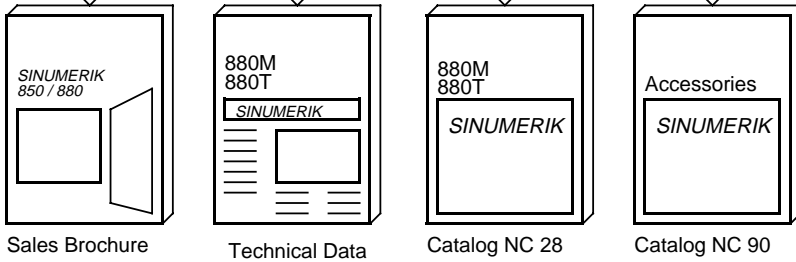 SINUMERIK
850 / 880
Sales Brochure
880M
880T
SINUMERIK
Technical Data
880M
880T
SINUMERIK
Catalog NC 28
Accessories
SINUMERIK
Catalog NC 90